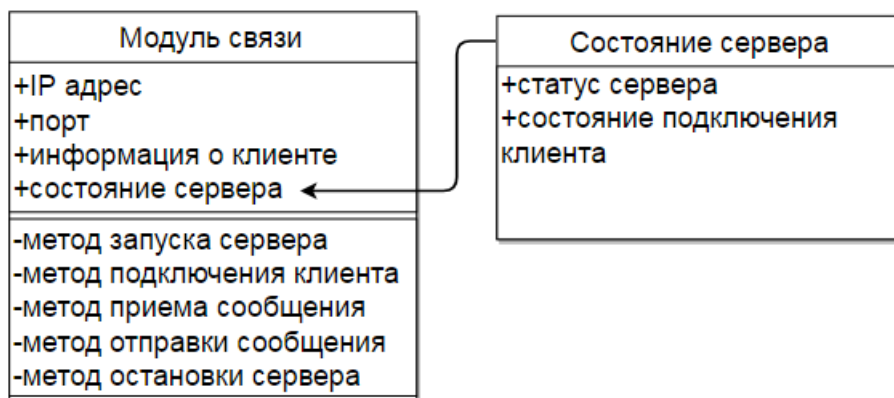 Модуль связи
+IP адрес
+порт
+информация о клиенте
+состояние сервера
-метод запуска сервера
-метод подключения клиента
-метод приема сообщения
-метод отправки сообщения
-метод остановки сервера
Состояние сервера
+статус сервера
+состояние подключения
клиента